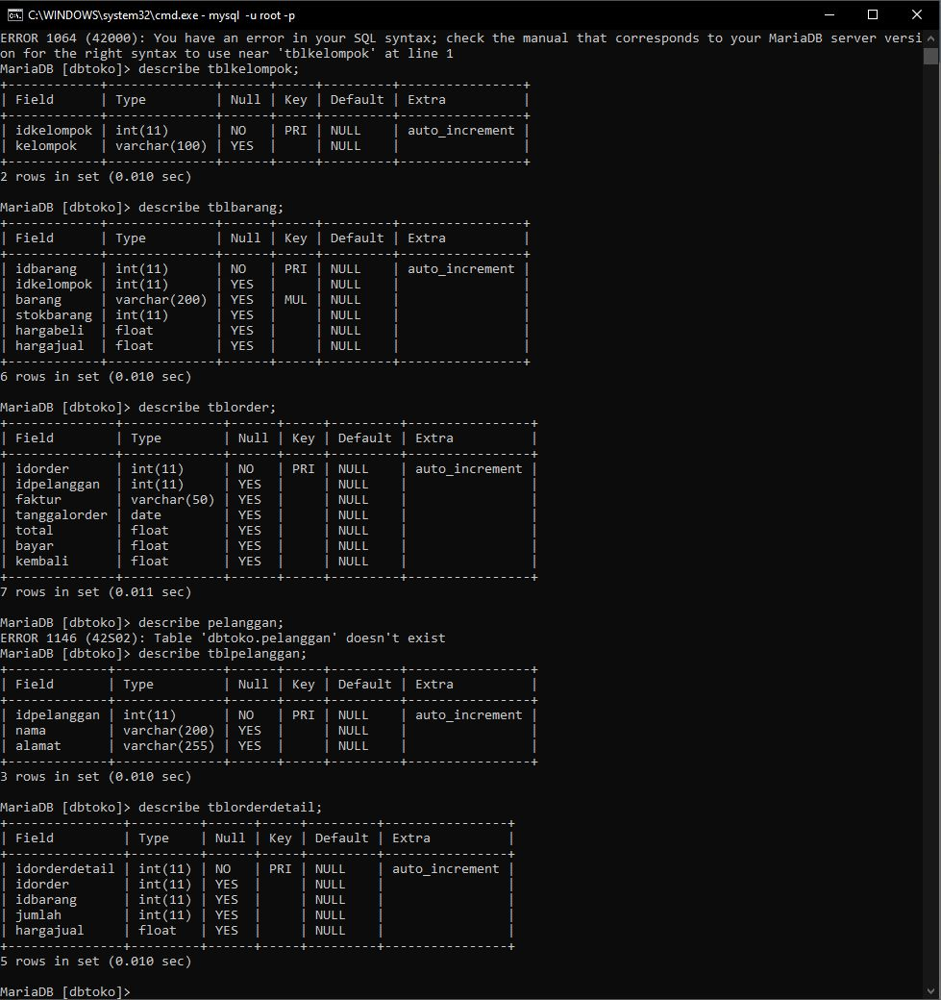 C:\WINDOWS\system32\cmd.exe - mysql  -u root -p
ERROR 1064 (42000): You have an error in your SQL syntax; check the manual that corresponds to your MariaDB server versi
on for the right syntax to use near 'tblkelompok' at line 1
MariaDB [dbtoko]> describe tblkelompok;
+------------+--------------+------+-----+---------+----------------+
| Field      | Type         | Null | Key | Default | Extra          |
+------------+--------------+------+-----+---------+----------------+
| idkelompok | int(11)      | NO   | PRI | NULL    | auto_increment |
| kelompok   | varchar(100) | YES  |     | NULL    |                |
+------------+--------------+------+-----+---------+----------------+
2 rows in set (0.010 sec)

MariaDB [dbtoko]> describe tblbarang;
+------------+--------------+------+-----+---------+----------------+
| Field      | Type         | Null | Key | Default | Extra          |
+------------+--------------+------+-----+---------+----------------+
| idbarang   | int(11)      | NO   | PRI | NULL    | auto_increment |
| idkelompok | int(11)      | YES  |     | NULL    |                |
| barang     | varchar(200) | YES  | MUL | NULL    |                |
| stokbarang | int(11)      | YES  |     | NULL    |                |
| hargabeli  | float        | YES  |     | NULL    |                |
| hargajual  | float        | YES  |     | NULL    |                |
+------------+--------------+------+-----+---------+----------------+
6 rows in set (0.010 sec)

MariaDB [dbtoko]> describe tblorder;
+--------------+-------------+------+-----+---------+----------------+
| Field        | Type        | Null | Key | Default | Extra          |
+--------------+-------------+------+-----+---------+----------------+
| idorder      | int(11)     | NO   | PRI | NULL    | auto_increment |
| idpelanggan  | int(11)     | YES  |     | NULL    |                |
| faktur       | varchar(50) | YES  |     | NULL    |                |
| tanggalorder | date        | YES  |     | NULL    |                |
| total        | float       | YES  |     | NULL    |                |
| bayar        | float       | YES  |     | NULL    |                |
| kembali      | float       | YES  |     | NULL    |                |
+--------------+-------------+------+-----+---------+----------------+
7 rows in set (0.011 sec)

MariaDB [dbtoko]> describe pelanggan;
ERROR 1146 (42S02): Table 'dbtoko.pelanggan' doesn't exist
MariaDB [dbtoko]> describe tblpelanggan;
+-------------+--------------+------+-----+---------+----------------+
| Field       | Type         | Null | Key | Default | Extra          |
+-------------+--------------+------+-----+---------+----------------+
| idpelanggan | int(11)      | NO   | PRI | NULL    | auto_increment |
| nama        | varchar(200) | YES  |     | NULL    |                |
| alamat      | varchar(255) | YES  |     | NULL    |                |
+-------------+--------------+------+-----+---------+----------------+
3 rows in set (0.010 sec)

MariaDB [dbtoko]> describe tblorderdetail;
+---------------+---------+------+-----+---------+----------------+
| Field         | Type    | Null | Key | Default | Extra          |
+---------------+---------+------+-----+---------+----------------+
| idorderdetail | int(11) | NO   | PRI | NULL    | auto_increment |
| idorder       | int(11) | YES  |     | NULL    |                |
| idbarang      | int(11) | YES  |     | NULL    |                |
| jumlah        | int(11) | YES  |     | NULL    |                |
| hargajual     | float   | YES  |     | NULL    |                |
+---------------+---------+------+-----+---------+----------------+
5 rows in set (0.010 sec)

MariaDB [dbtoko]>